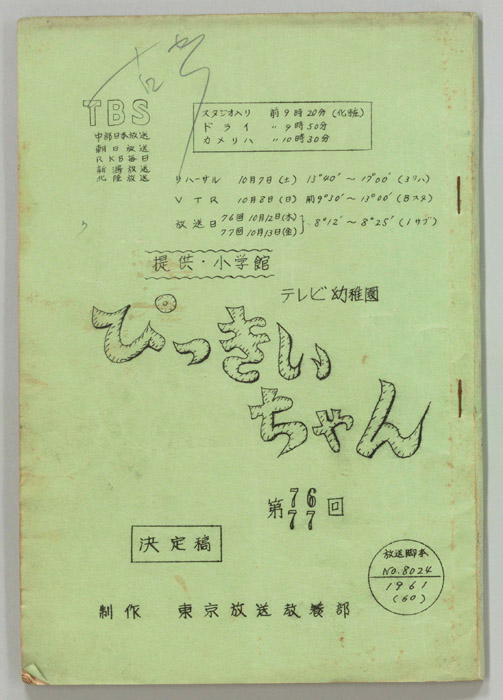 TBS
中部日本放送
朝日放送
RKB毎日
新潟放送
北陸放送
スタジオ入り 前9時20分(化粧)
ドライ 〃9時50分
カメリハ 〃10時30分
リハーサル 10月7日(土) 13°40′〜17°00′(3リハ)
VTR 10月8日(日) 前9°30′〜13°00′(Bスタ)
放送日 76回10月12日(木) 77回10月13日(金) } 8°12′〜8°25′(1サブ)
提供・小学館
テレビ幼稚園
ぴっきぃ
ちゃん
第76 77回
決定稿
放送脚本
NO.8024
1961
(60)
制作 東京放送教養部